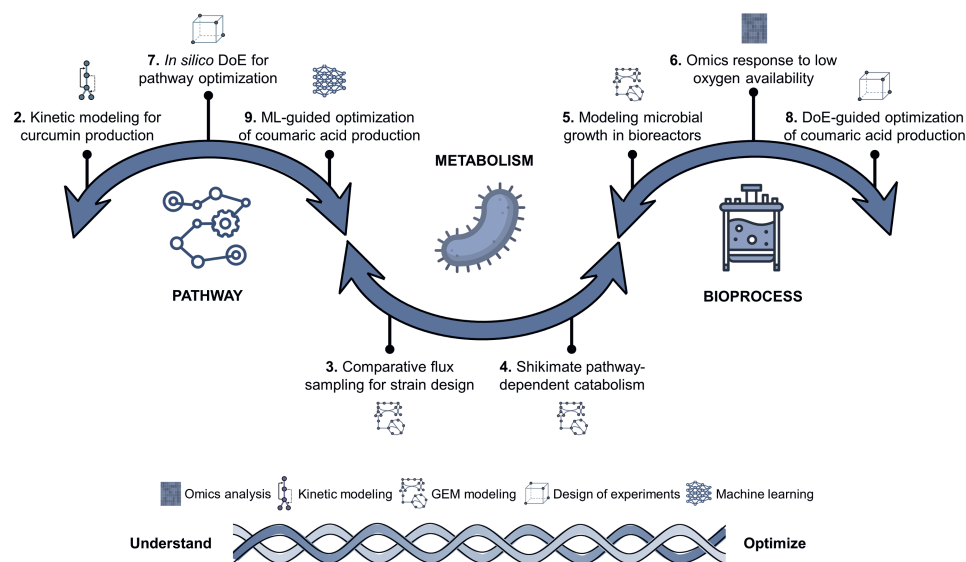 7. In silico DoE for
pathway optimization
2. Kinetic modeling for
curcumin production
9. ML-guided optimization
of coumaric acid production
PATHWAY
METABOLISM
3. Comparative flux
sampling for strain design
4. Shikimate pathway-
dependent catabolism
6. Omics response to low
oxygen availability
5. Modeling microbial
growth in bioreactors
8. DoE-guided optimization
of coumaric acid production
BIOPROCESS
Omics analysis
Kinetic modeling
GEM modeling
Design of experiments
Machine learning
Understand
Optimize